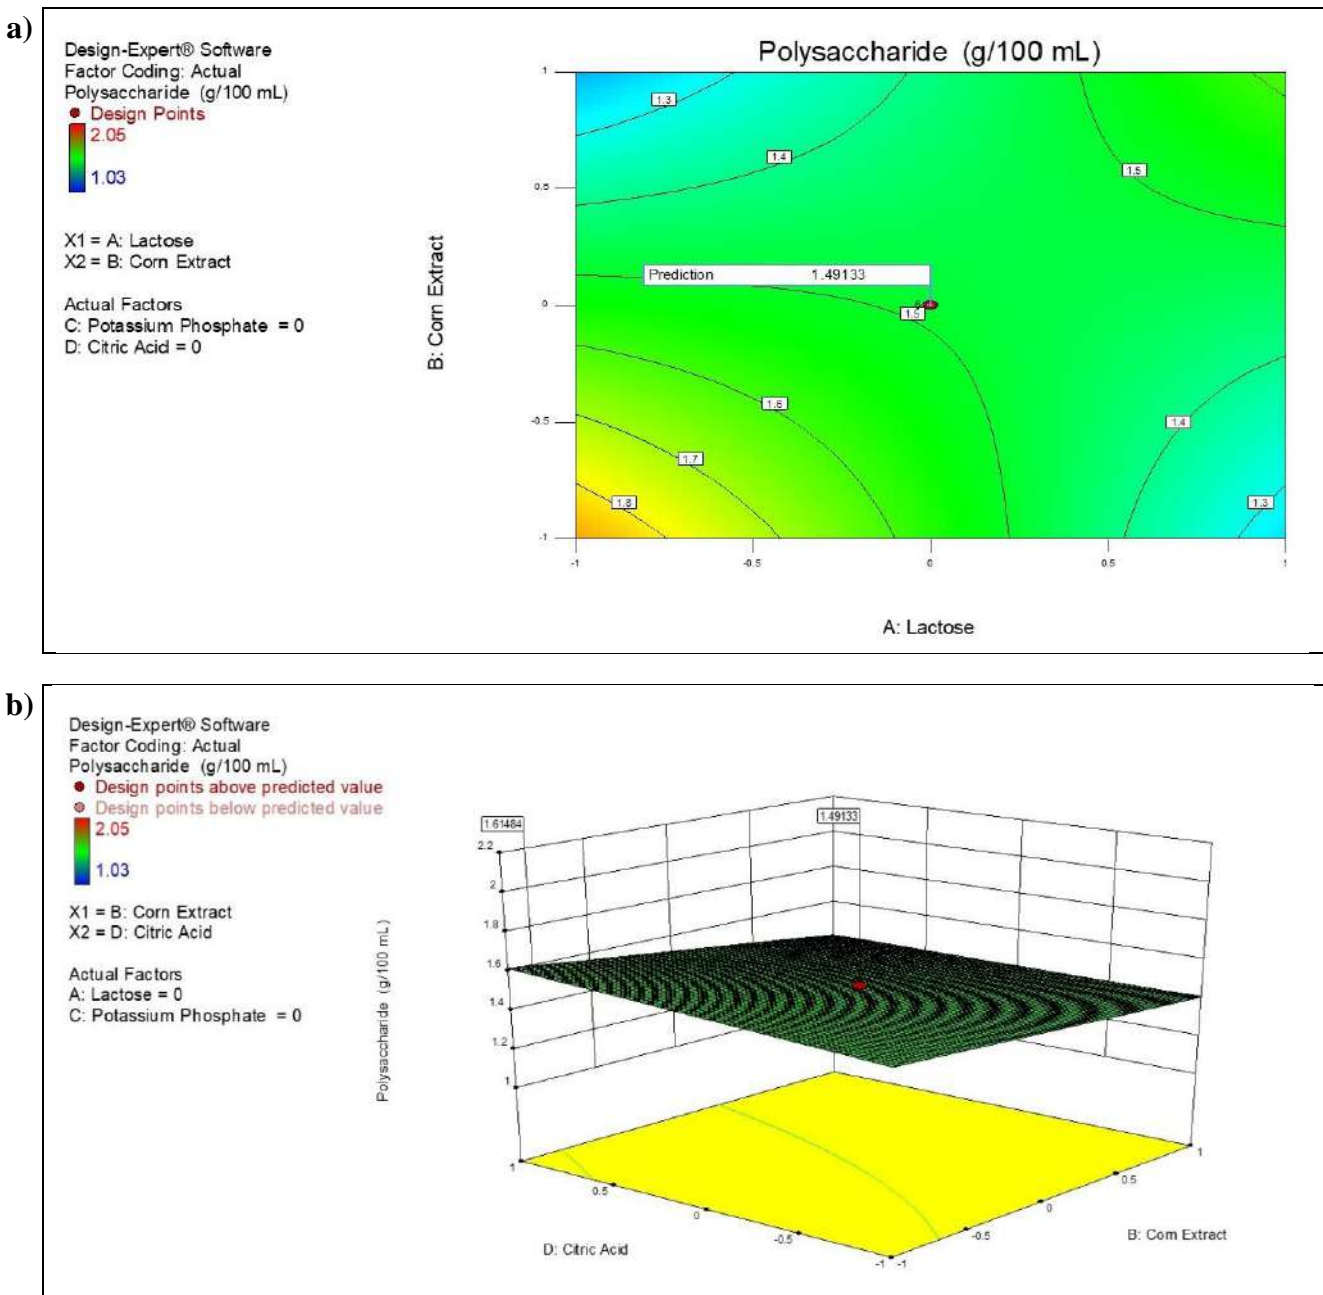 a)
Design-Expert® Software
Factor Coding: Actual
Polysaccharide (g/100 mL)
Design Points
2.05
1.03
X1 = A: Lactose
X2 = B: Corn Extract
Actual Factors
C: Potassium Phosphate = 0
D: Citric Acid = 0
Polysaccharide (g/100 mL)
B: Corn Extract
1
0.5
0
-0.5
-1
1.3
1.4
1.5
Prediction 1.49133
6
1.5
1.6
1.4
1.7
1.8
1.3
-1
-0.5
0
0.5
1
A: Lactose
b)
Design-Expert® Software
Factor Coding: Actual
Polysaccharide (g/100 mL)
Design points above predicted value
Design points below predicted value
2.05
1.03
X1 = B: Corn Extract
X2 = D: Citric Acid
Actual Factors
A: Lactose = 0
C: Potassium Phosphate = 0
Polysaccharide (g/100 mL)
1.61484
1.49133
2.2
2
1.8
1.6
1.4
1.2
1
1
0.5
0
-0.5
-1
D: Citric Acid
-1
-0.5
0
0.5
1
B: Corn Extract